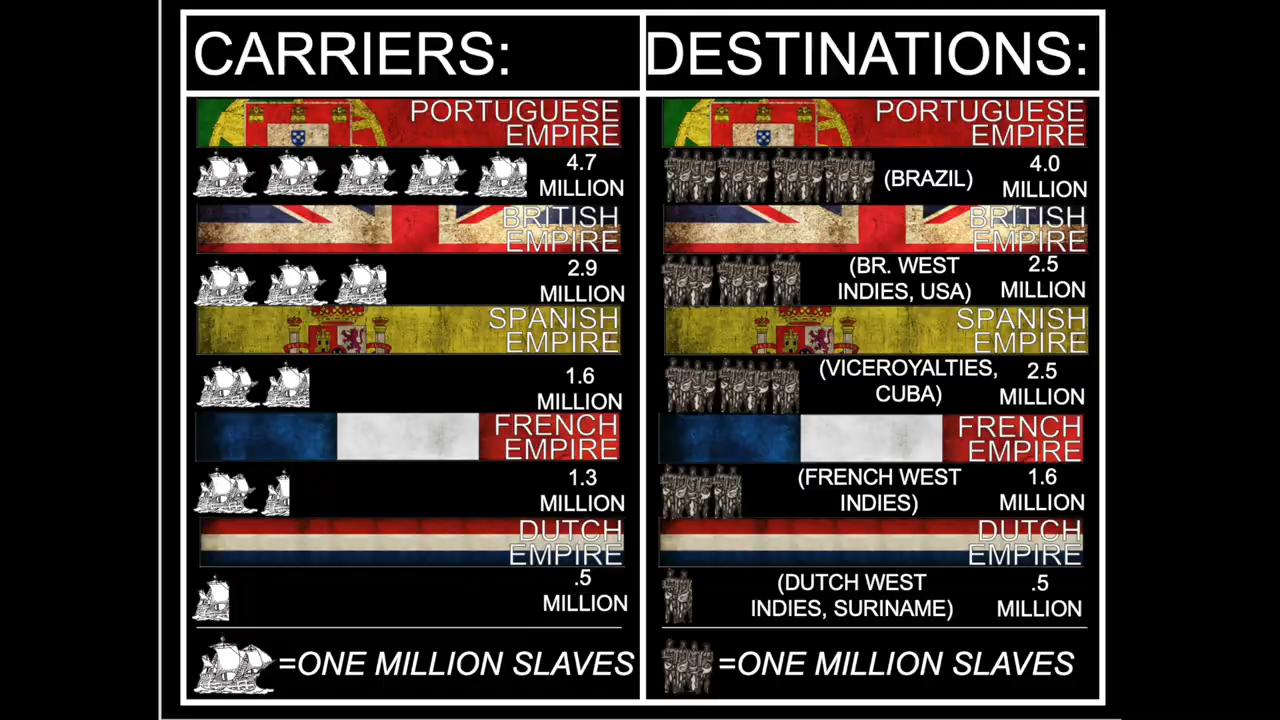 CARRIERS:
DESTINATIONS:
PORTUGUESE
EMPIRE
4.7
MILLION
BRITISH
EMPIRE
2.9
MILLION
SPANISH
EMPIRE
1.6
MILLION
FRENCH
EMPIRE
1.3
MILLION
DUTCH
EMPIRE
.5
MILLION
=ONE MILLION SLAVES
PORTUGUESE
EMPIRE
(BRAZIL)
4.0
MILLION
BRITISH
EMPIRE
(BR. WEST
INDIES, USA)
2.5
MILLION
SPANISH
EMPIRE
(VICEROYALTIES,
CUBA)
2.5
MILLION
FRENCH
EMPIRE
(FRENCH WEST
INDIES)
1.6
MILLION
DUTCH
EMPIRE
(DUTCH WEST
INDIES, SURINAME)
.5
MILLION
=ONE MILLION SLAVES